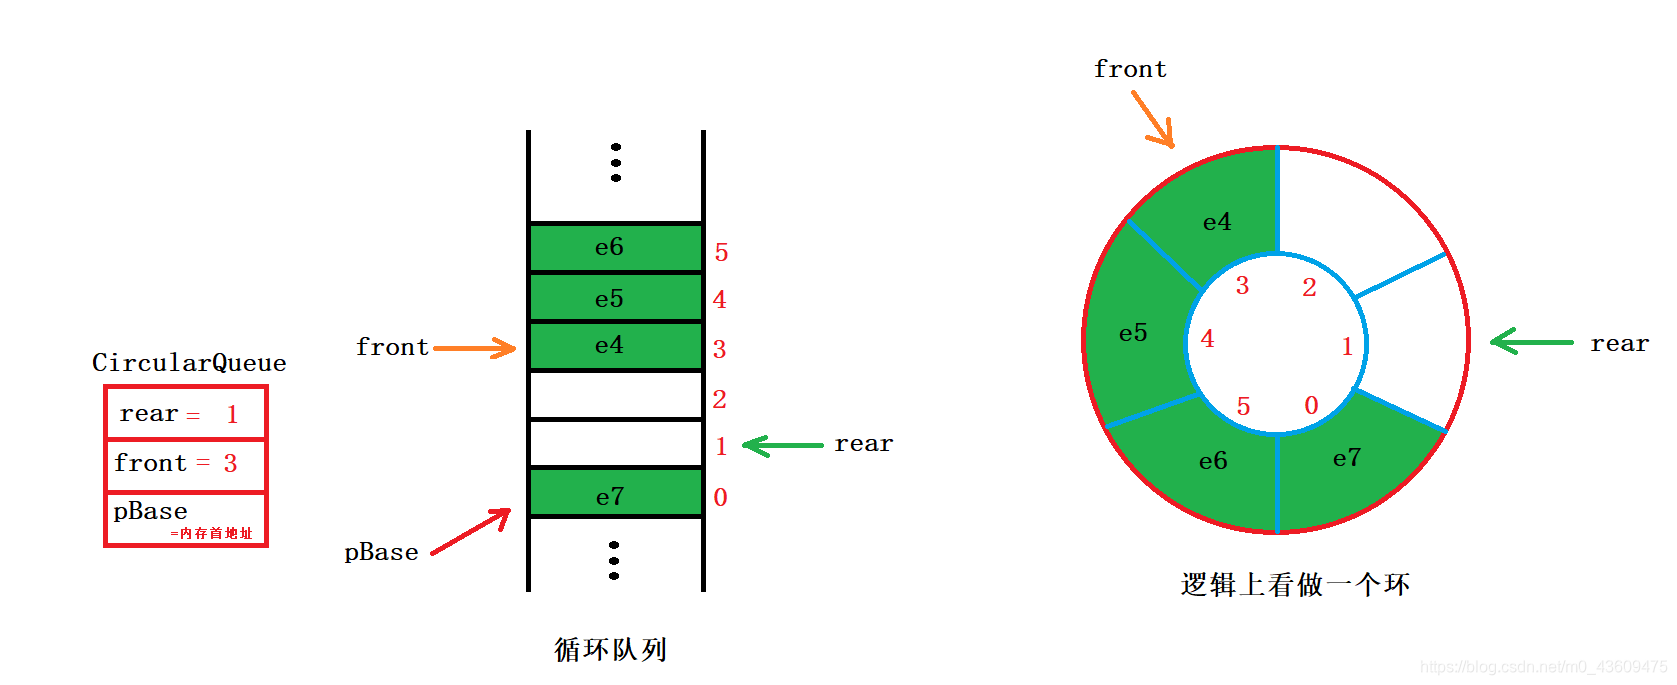 CircularQueue
rear = 1
front = 3
pBase
=内存首地址
e6 5
e5 4
front e4 3
2
1 rear
e7 0
pBase
循环队列
front
e4
3 2
e5 4 1 rear
5 0
e6 e7
逻辑上看做一个环
https://blog.csdn.net/m0_43609475